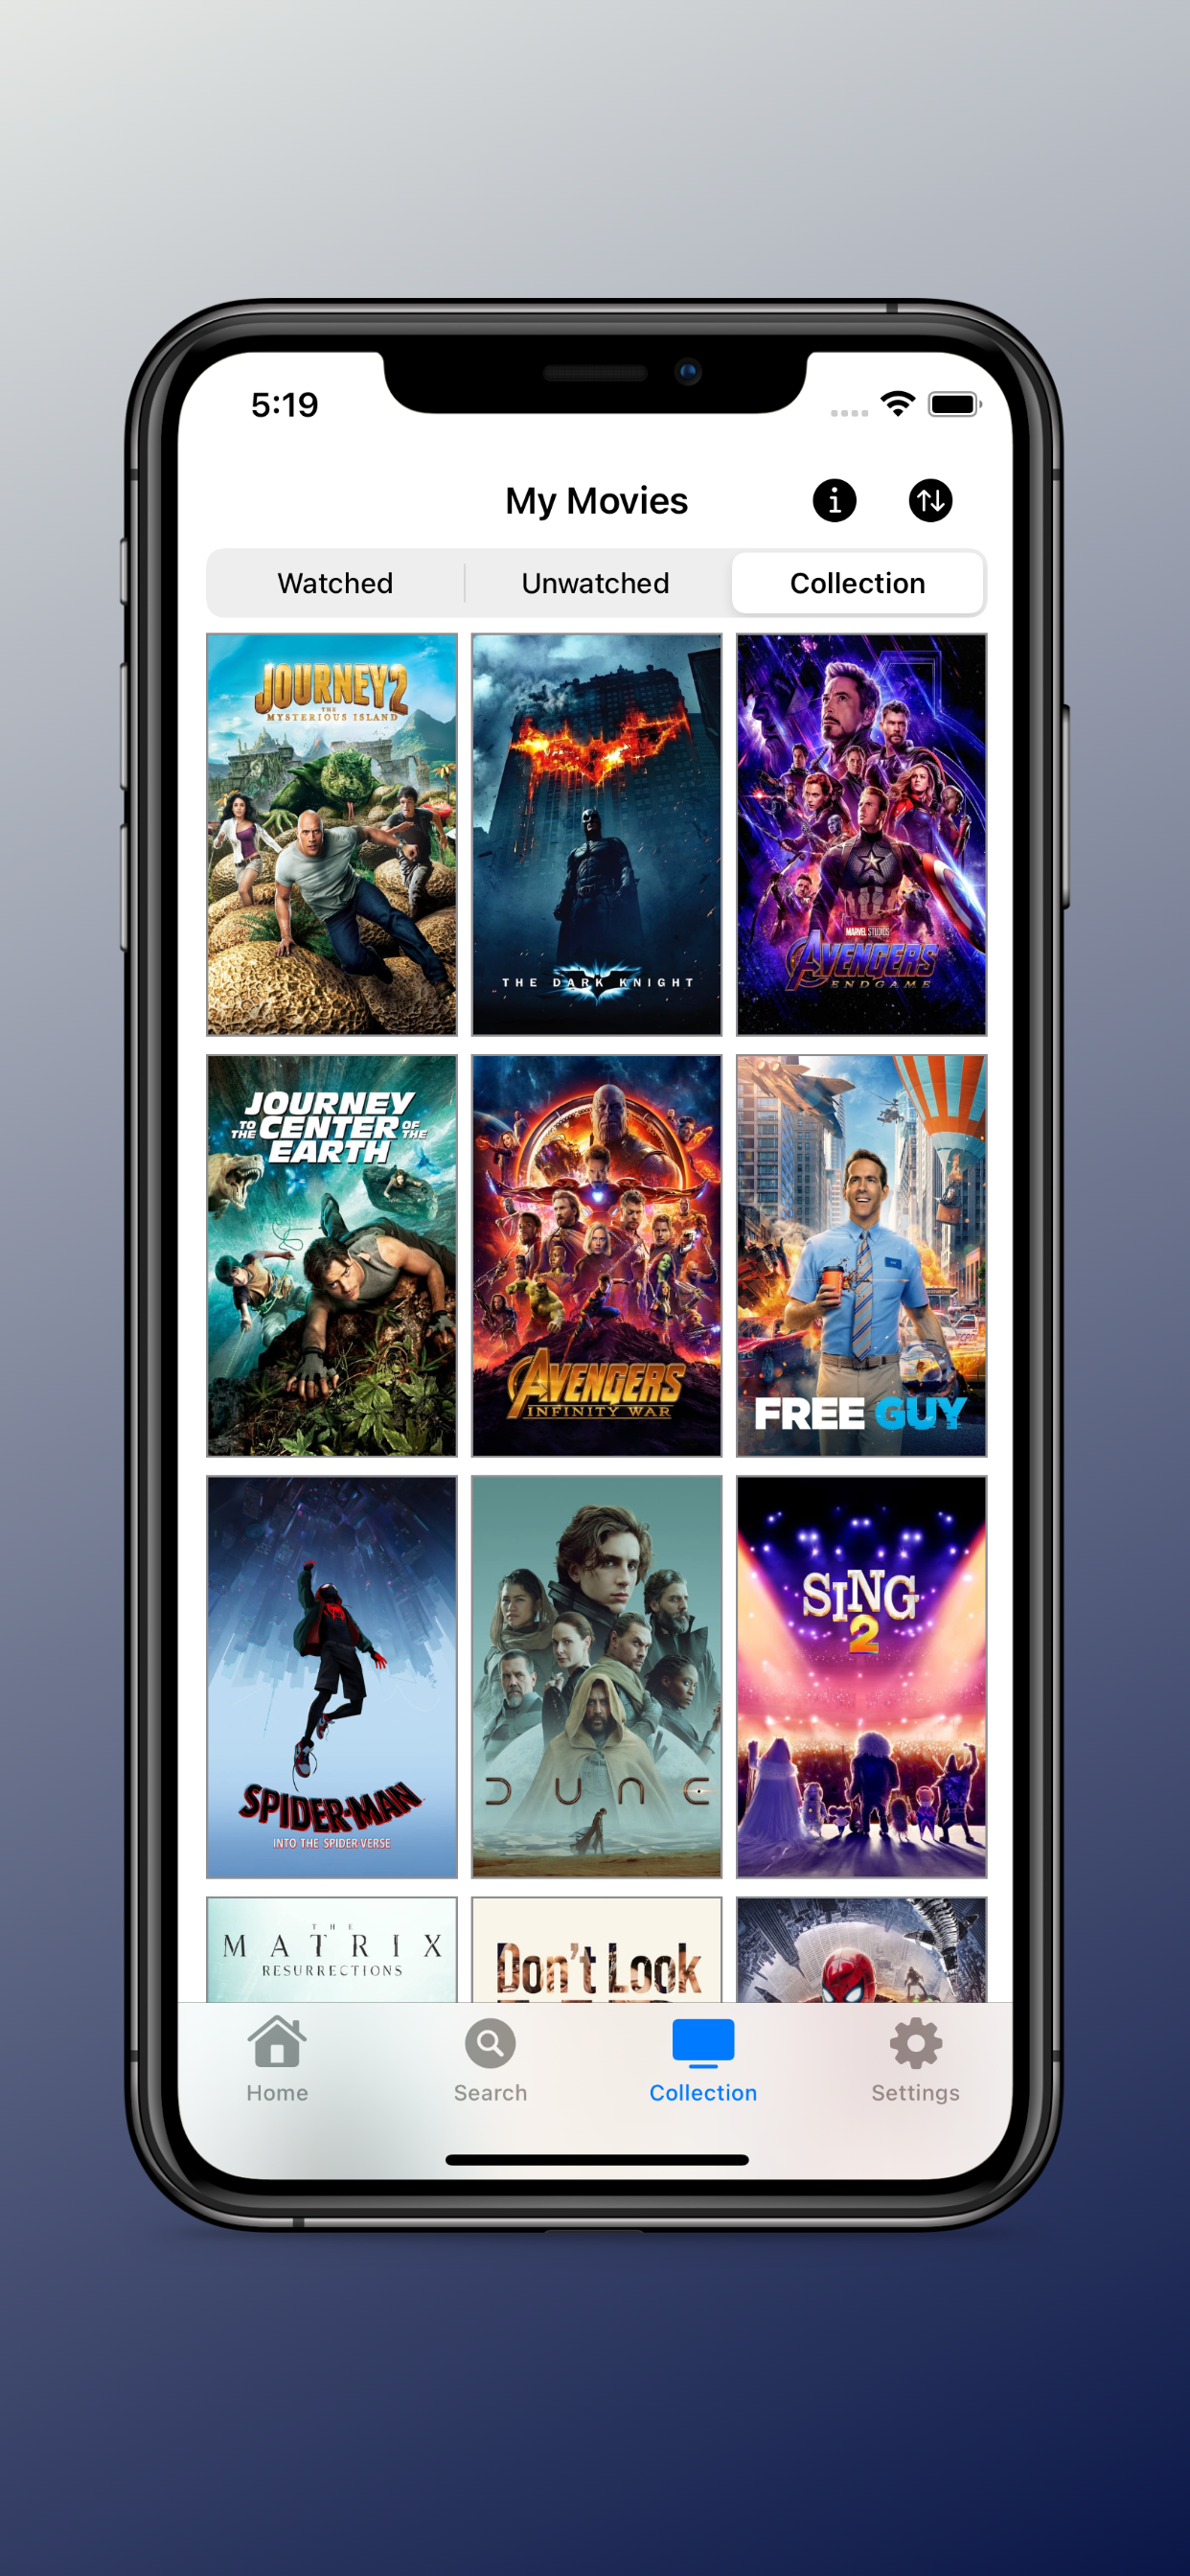 5:19
My Movies
Watched
Unwatched
Collection
JOURNEY 2
THE
MYSTERIOUS ISLAND
THE DARK KNIGHT
MARVEL STUDIOS
AVENGERS
ENDGAME
JOURNEY
TO THE CENTER OF THE
EARTH
AVENGERS
INFINITY WAR
FREE GUY
SPIDER-MAN
INTO THE SPIDER-VERSE
DUNE
SING
2
THE
MATRIX
RESURRECTIONS
Don't Look
Home
Search
Collection
Settings